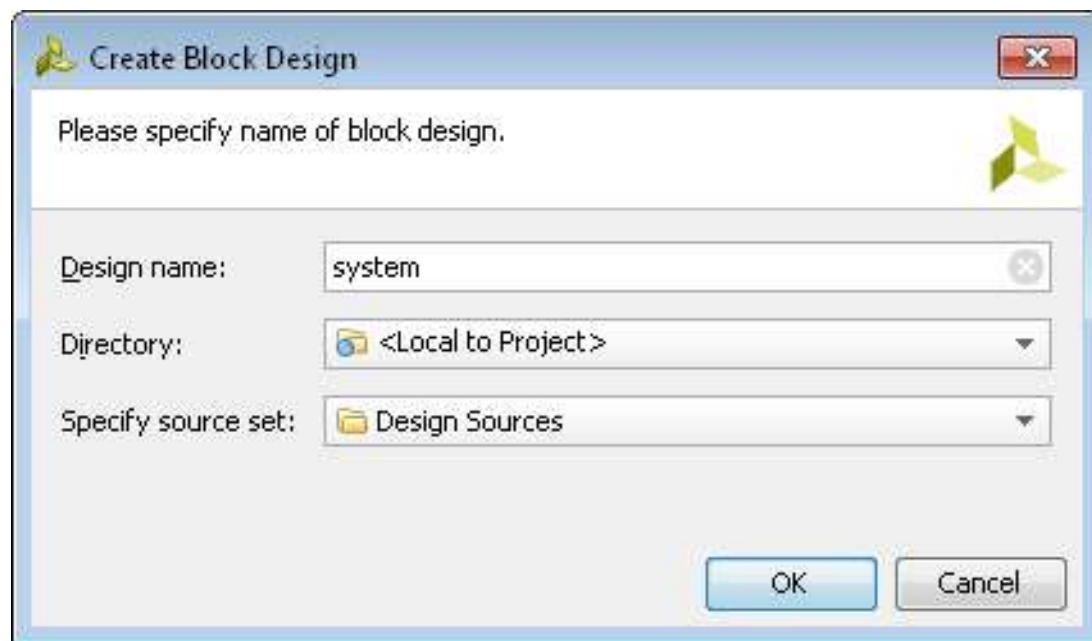 Create Block Design
Please specify name of block design.
Design name: system
Directory: <Local to Project>
Specify source set: Design Sources
OK Cancel